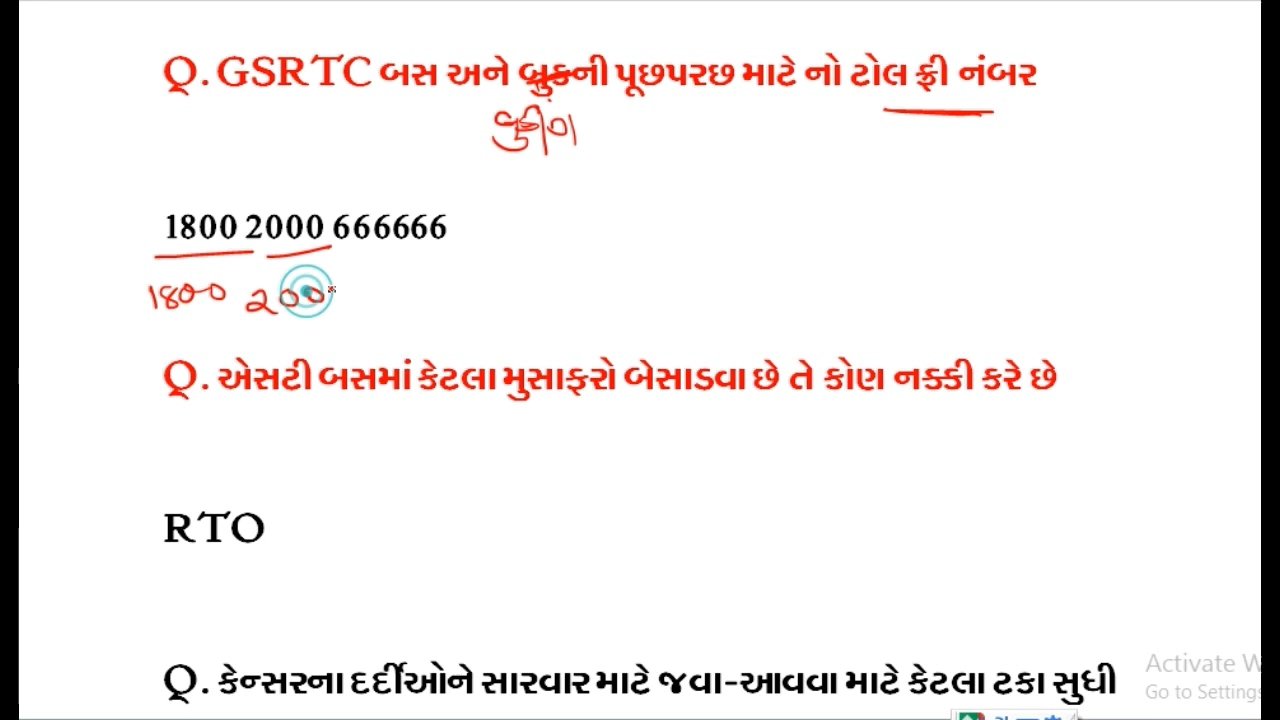 Q. GSRTC બસ અને બુકની પૂછપરછ માટે નો ટોલ ફ્રી નંબર
બુકીંગ
1800 2000 666666
1800 200
Q. એસટી બસમાં કેટલા મુસાફરો બેસાડવા છે તે કોણ નક્કી કરે છે
RTO
Activate W
Go to Settings
Q. કેન્સરના દર્દીઓને સારવાર માટે જવા-આવવા માટે કેટલા ટકા સુધી